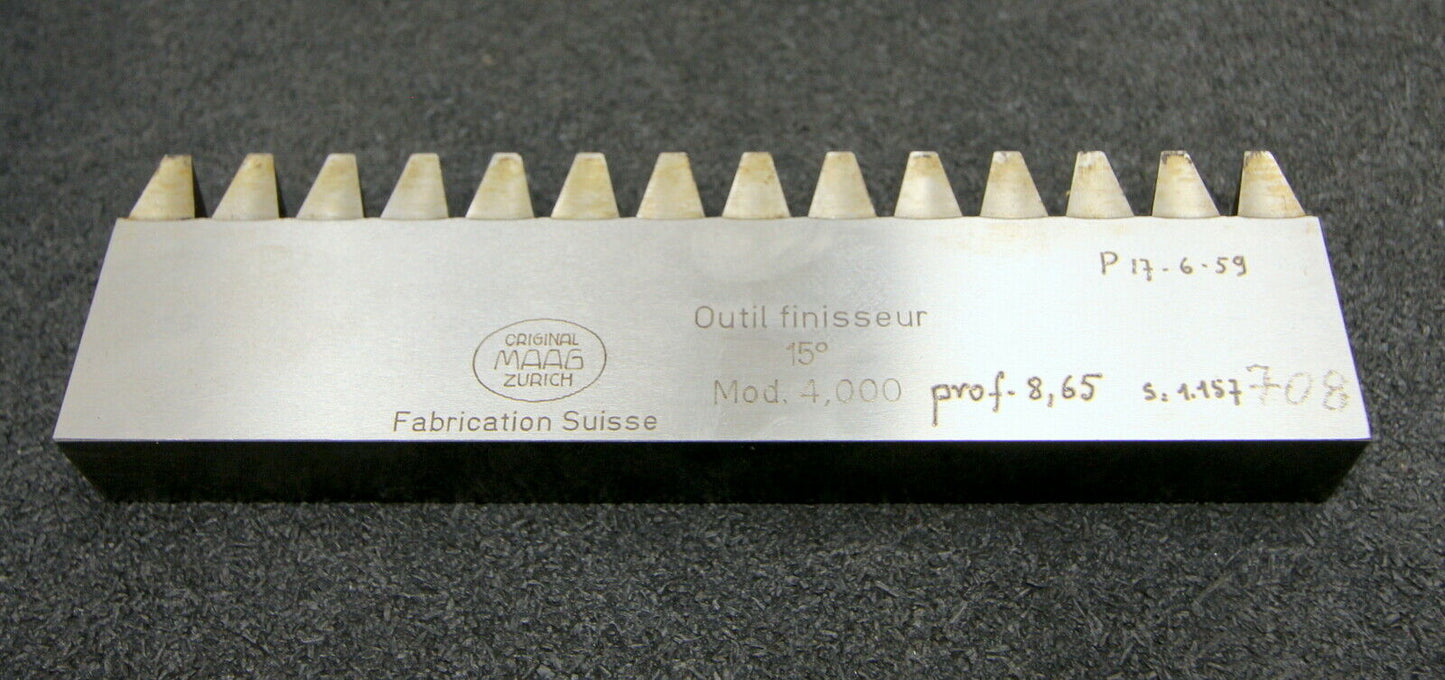 P 17-6-59
Outil finisseur
15°
Mod. 4,000 prof. 8,65 s. 1.157 708
ORIGINAL
MAAG
ZURICH
Fabrication Suisse